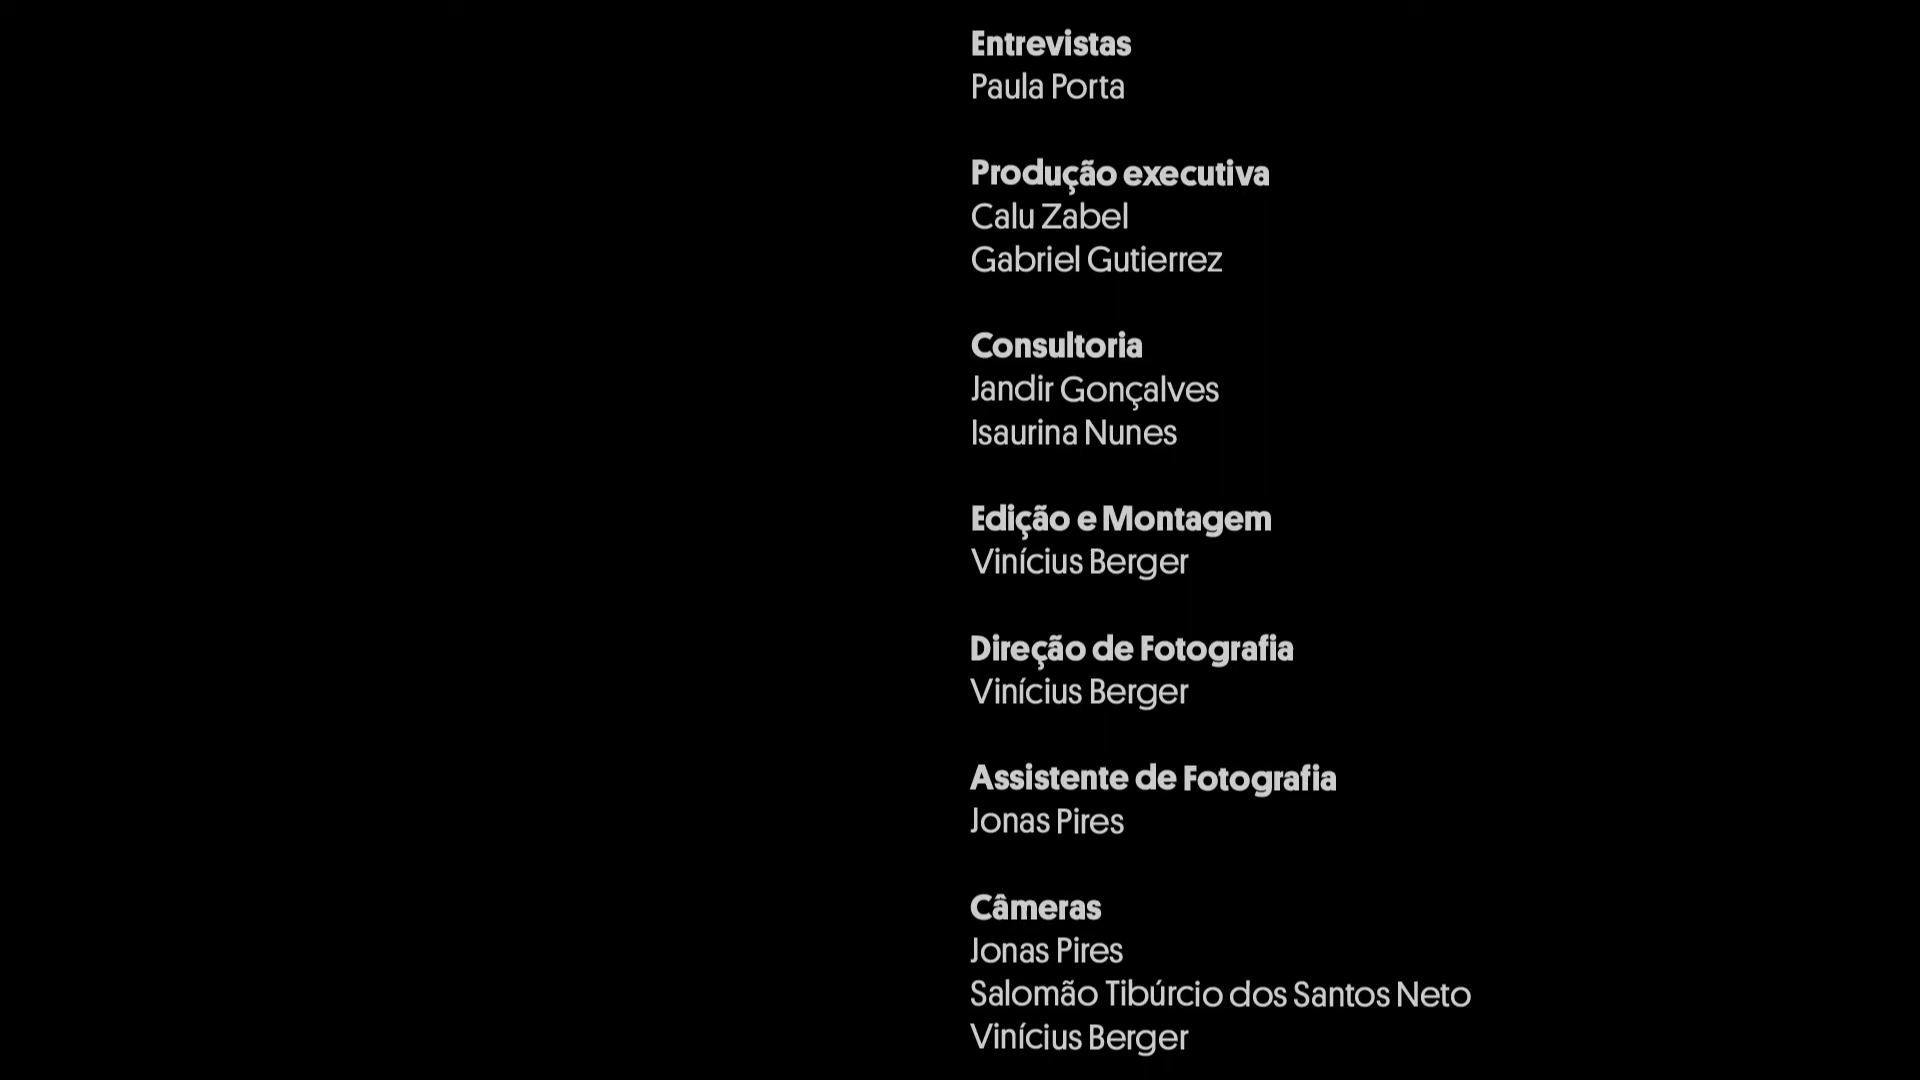 Entrevistas
Paula Porta
Produção executiva
Calu Zabel
Gabriel Gutierrez
Consultoria
Jandir Gonçalves
Isaurina Nunes
Edição e Montagem
Vinícius Berger
Direção de Fotografia
Vinícius Berger
Assistente de Fotografia
Jonas Pires
Câmeras
Jonas Pires
Salomão Tibúrcio dos Santos Neto
Vinícius Berger